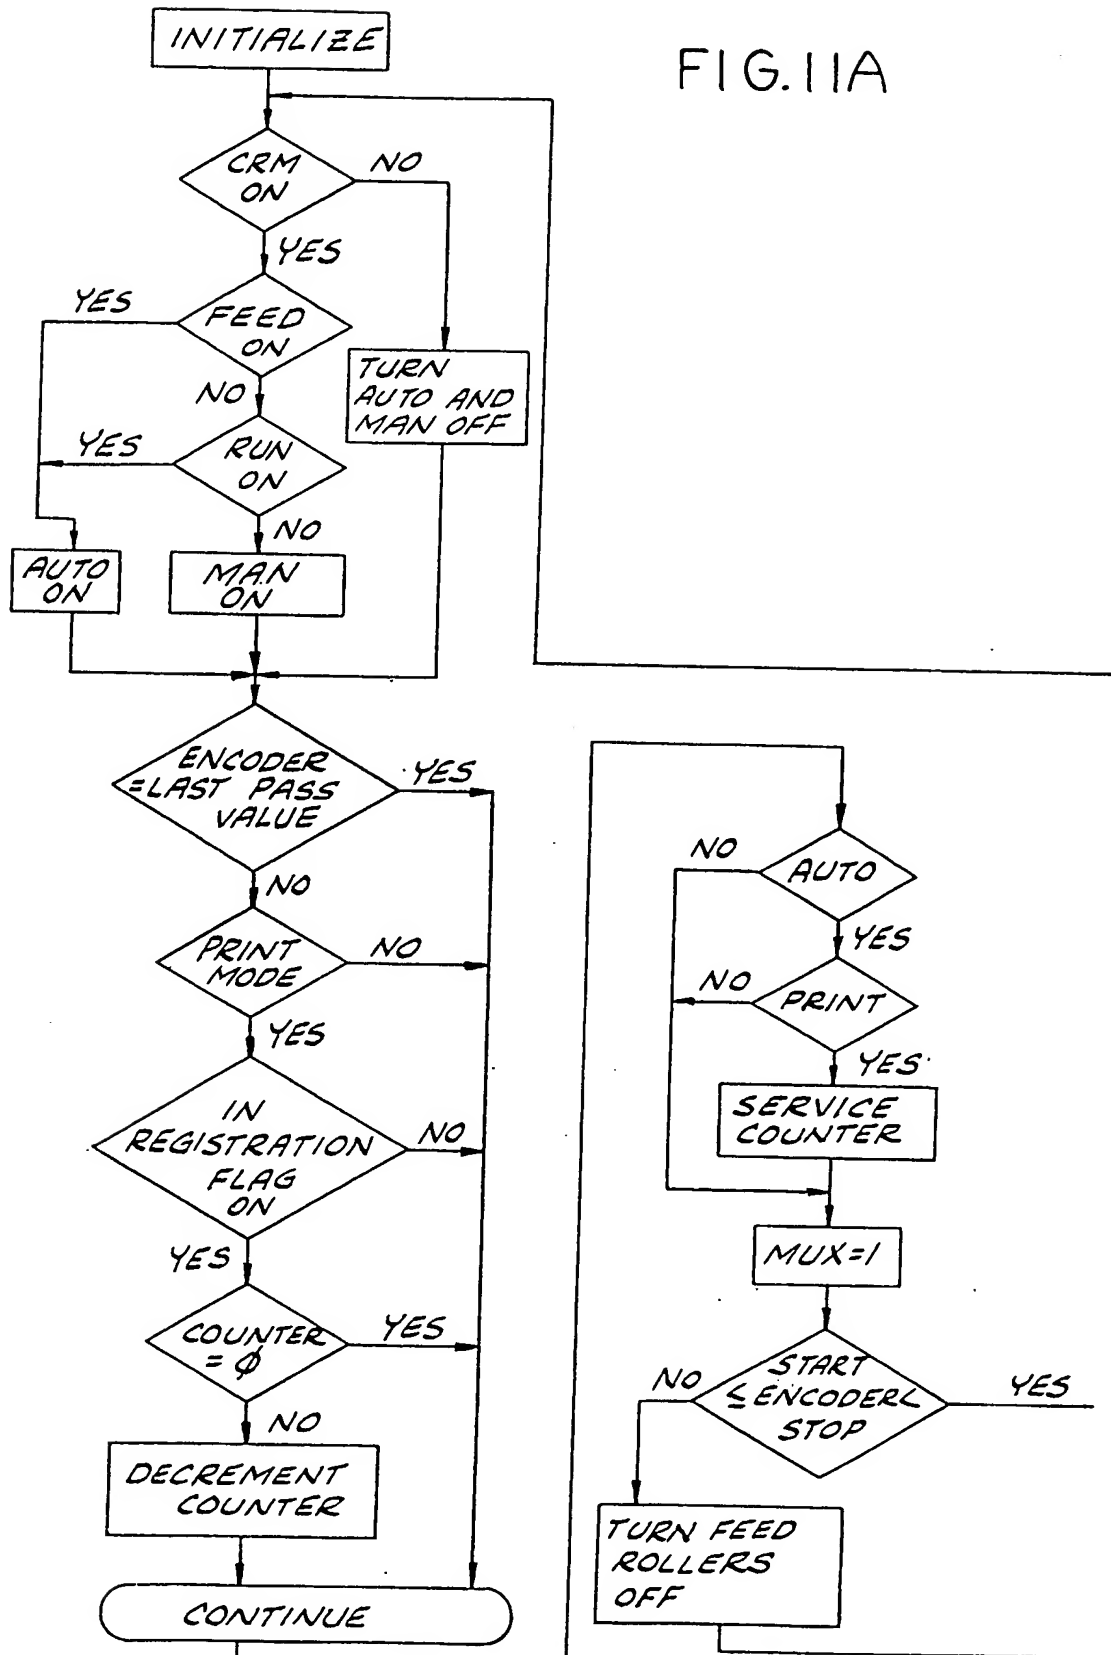 FIG.11A
INITIALIZE
CRM
ON
NO
YES
YES
FEED
ON
NO
TURN
AUTO AND
MAN OFF
YES
RUN
ON
NO
AUTO
ON
MAN
ON
ENCODER
=LAST PASS
VALUE
YES
NO
PRINT
MODE
NO
YES
IN
REGISTRATION
FLAG
ON
NO
YES
COUNTER
= Ø
YES
NO
DECREMENT
COUNTER
CONTINUE
NO
AUTO
YES
NO
PRINT
YES
SERVICE
COUNTER
MUX=1
NO
START
≤ ENCODER<
STOP
YES
TURN FEED
ROLLERS
OFF